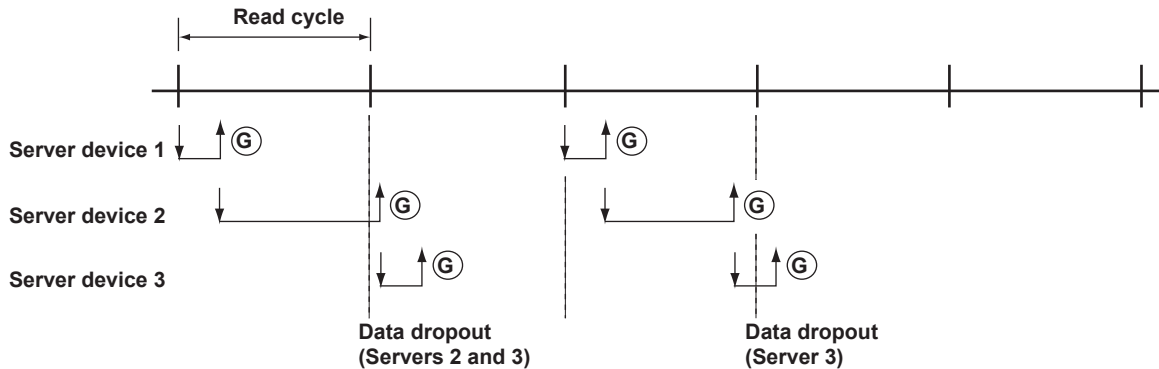 Read cycle
Server device 1
G
G
Server device 2
G
G
Server device 3
G
G
Data dropout
(Servers 2 and 3)
Data dropout
(Server 3)